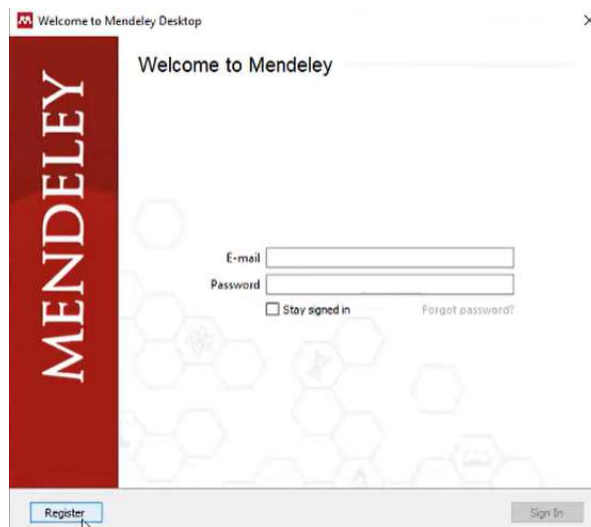 Welcome to Mendeley Desktop
MENDELEY
Welcome to Mendeley
E-mail
Password
Stay signed in
Forgot password?
Register
Sign In